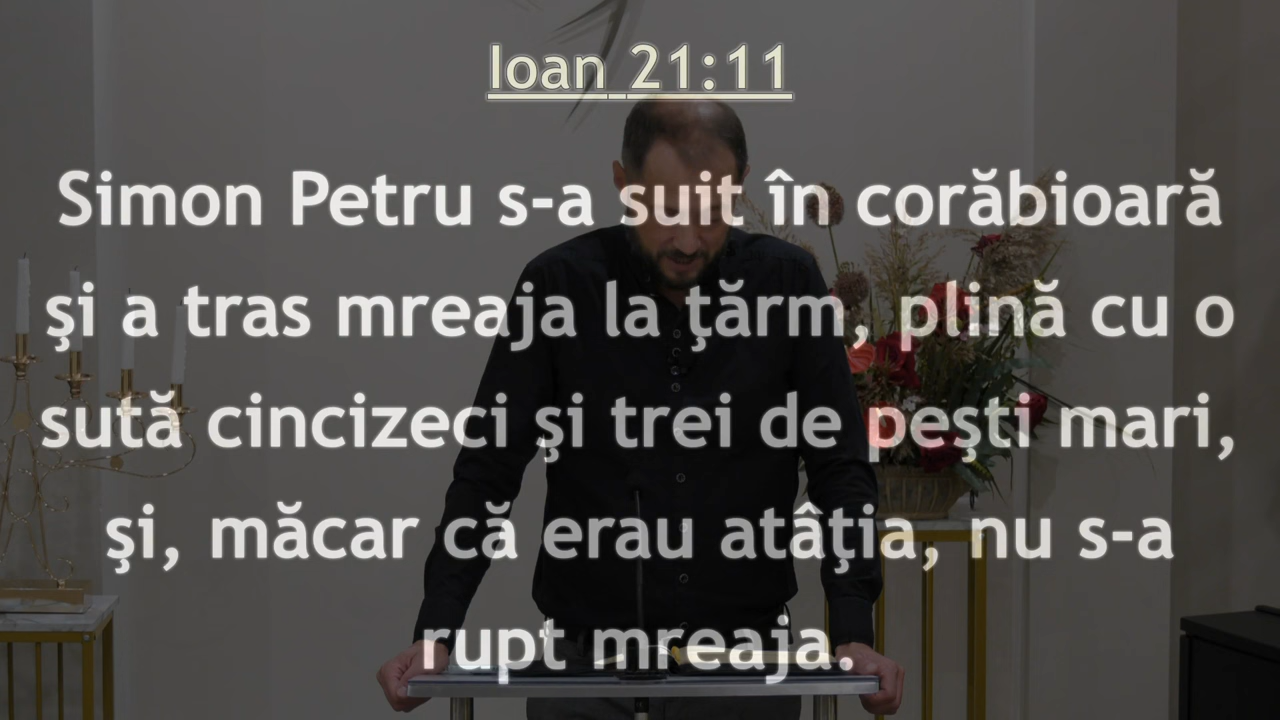 Ioan 21:11
Simon Petru s-a suit în corăbioară
şi a tras mreaja la ţărm, plină cu o
sută cincizeci şi trei de peşti mari,
şi, măcar că erau atâţia, nu s-a
rupt mreaja.